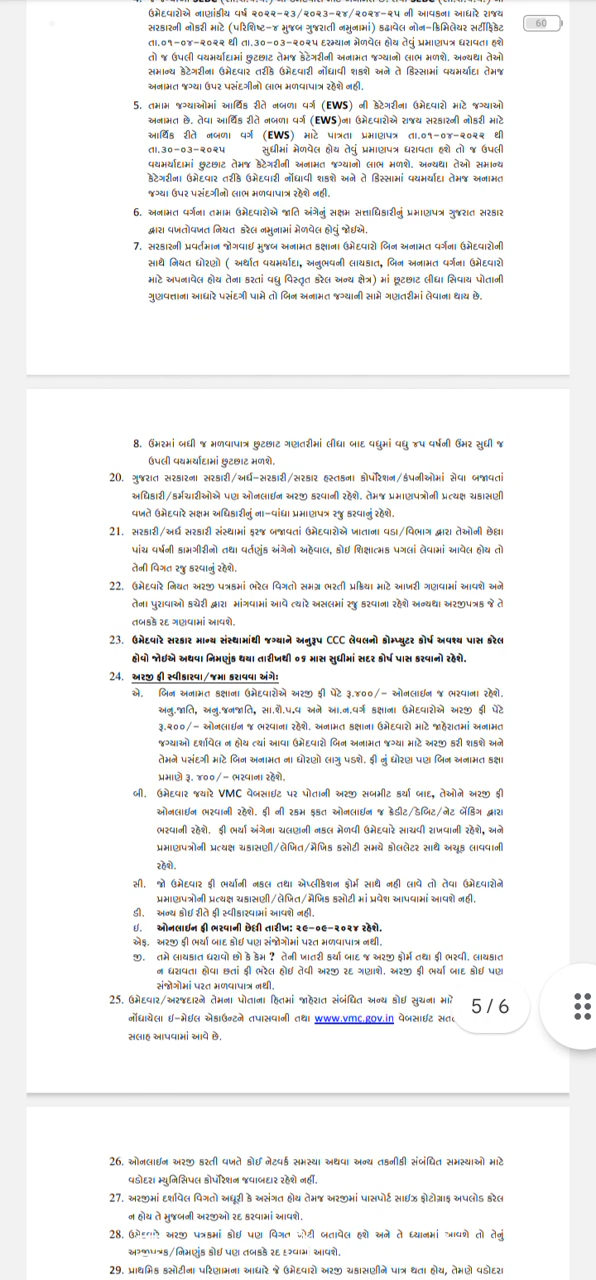 60
ઉમેદવારોએ નાણાંકીય વર્ષ ૨૦૨૨-૨૩/૨૦૨૩-૨૪/૨૦૨૪-૨૫ ની આવકના આધારે રાજય
સરકારની નોકરી માટે (પરિશિષ્ટ-૪ મુજબ ગુજરાતી નમુનામાં) કઢાવેલ નોન-ક્રિમિલેયર સર્ટીફિકેટ
તા.૦૧-૦૪-૨૦૨૨ થી તા.૩૦-૦૩-૨૦૨૫ દરમ્યાન મેળવેલ હોય તેવું પ્રમાણપત્ર ધરાવતા હશે
તો જ ઉપલી વયમર્યાદામાં છુટછાટ તેમજ કેટેગરીની અનામત જગ્યાનો લાભ મળશે. અન્યથા તેઓ
સમાન્ય કેટેગરીના ઉમેદવાર તરીકે ઉમેદવારી નોંધાવી શકશે અને તે કિસ્સામાં વયમર્યાદા તેમજ
અનામત જગ્યા ઉપર પસંદગીનો લાભ મળવાપાત્ર રહેશે નહી.
5. તમામ જગ્યાઓમાં આર્થિક રીતે નબળા વર્ગ (EWS) ની કેટેગરીના ઉમેદવારો માટે જગ્યાઓ
અનામત છે. તેવા આર્થિક રીતે નબળા વર્ગ (EWS)ના ઉમેદવારોએ રાજય સરકારની નોકરી માટે
આર્થિક રીતે નબળા વર્ગ (EWS) માટે પાત્રતા પ્રમાણપત્ર તા.૦૧-૦૪-૨૦૨૨ થી
તા.30-૦૩-૨૦૨૫ સુધીમાં મેળવેલ હોય તેવું પ્રમાણપત્ર ધરાવતા હશે તો જ ઉપલી
વયમર્યાદામાં છુટછાટ તેમજ કેટેગરીની અનામત જગ્યાનો લાભ મળશે. અન્યથા તેઓ સમાન્ય
કેટેગરીના ઉમેદવાર તરીકે ઉમેદવારી નોંધાવી શકશે અને તે કિસ્સામાં વયમર્યાદા તેમજ અનામત
જગ્યા ઉપર પસંદગીનો લાભ મળવાપાત્ર રહેશે નહિ.
6. અનામત વર્ગના તમામ ઉમેદવારોએ જાતિ અંગેનું સક્ષમ સત્તાધિકારીનું પ્રમાણપત્ર ગુજરાત સરકાર
દ્વારા વખતોવખત નિયત કરેલ નમુનામાં મેળવેલ હોવું જોઈએ.
7. સરકારની પ્રવર્તમાન જોગવાઈ મુજબ અનામત કક્ષાના ઉમેદવારો બિન અનામત વર્ગના ઉમેદવારોની
સાથે નિયત ધોરણો ( અર્થાત વયમર્યાદા, અનુભવની લાયકાત, બિન અનામત વર્ગના ઉમેદવારો
માટે અપનાવેલ હોય તેના કરતાં વધુ વિસ્તૃત કરેલ અન્ય ક્ષેત્ર) માં છૂટછાટ લીધા સિવાય પોતાની
ગુણવત્તાના આધારે પસંદગી પામે તો બિન અનામત જગ્યાની સામે ગણતરીમાં લેવાના થાય છે.
8. ઉંમરમાં બધી જ મળવાપાત્ર છુટછાટ ગણતરીમાં લીધા બાદ વધુમાં વધુ ૪૫ વર્ષની ઉંમર સુધી જ
ઉપલી વયમર્યાદામાં છુટછાટ મળશે.
20. ગુજરાત સરકારના સરકારી/અર્ધ-સરકારી/સરકાર હસ્તકના કોર્પોરેશન/કંપનીઓમાં સેવા બજાવતાં
અધિકારી/કર્મચારીઓએ પણ ઓનલાઈન અરજી કરવાની રહેશે. તેમજ પ્રમાણપત્રોની પ્રત્યક્ષ ચકાસણી
વખતે ઉમેદવારે સક્ષમ અધિકારીનું ના-વાંધા પ્રમાણપત્ર રજુ કરવાનું રહેશે.
21. સરકારી/અર્ધ સરકારી સંસ્થામાં ફરજ બજાવતાં ઉમેદવારોએ ખાતાના વડા/વિભાગ દ્વારા તેઓની છેલ્લા
પાંચ વર્ષની કામગીરીનો તથા વર્તણુંક અંગેનો અહેવાલ, કોઈ શિક્ષાત્મક પગલાં લેવામાં આવેલ હોય તો
તેની વિગત રજુ કરવાનું રહેશે.
22. ઉમેદવારે નિયત અરજી પત્રકમાં ભરેલ વિગતો સમગ્ર ભરતી પ્રક્રિયા માટે આખરી ગણવામાં આવશે અને
તેના પુરાવાઓ કચેરી દ્વારા માંગવામાં આવે ત્યારે અસલમાં રજુ કરવાના રહેશે અન્યથા અરજીપત્રક જે તે
તબક્કે રદ ગણવામાં આવશે.
23. ઉમેદવારે સરકાર માન્ય સંસ્થામાંથી જગ્યાને અનુરૂપ CCC લેવલનો કોમ્પ્યુટર કોર્ષ અવશ્ય પાસ કરેલ
હોવો જોઈએ અથવા નિમણુંક થયા તારીખથી ૦૬ માસ સુધીમાં સદર કોર્ષ પાસ કરવાનો રહેશે.
24. અરજી ફી સ્વીકારવા/જમા કરાવવા અંગે:
એ. બિન અનામત કક્ષાના ઉમેદવારોએ અરજી ફી પેટે રૂ.૪૦૦/- ઓનલાઈન જ ભરવાના રહેશે.
અનુ.જાતિ, અનુ.જનજાતિ, સા.શૈ.પ.વ અને આ.ન.વર્ગ કક્ષાના ઉમેદવારોએ અરજી ફી પેટે
રૂ.૨૦૦/- ઓનલાઈન જ ભરવાના રહેશે. અનામત કક્ષાના ઉમેદવારો માટે જાહેરાતમાં અનામત
જગ્યાઓ દર્શાવેલ ન હોય ત્યાં આવા ઉમેદવારો બિન અનામત જગ્યા માટે અરજી કરી શકશે અને
તેમને પસંદગી માટે બિન અનામત ના ધોરણો લાગુ પડશે. ફી નું ધોરણ પણ બિન અનામત કક્ષા
પ્રમાણે રૂ. ૪૦૦/- ભરવાના રહેશે.
બી. ઉમેદવાર જયારે VMC વેબસાઈટ પર પોતાની અરજી સબમીટ કર્યા બાદ, તેઓને અરજી ફી
ઓનલાઈન ભરવાની રહેશે. ફી ની રકમ ફક્ત ઓનલાઈન જ ક્રેડીટ/ડેબિટ/નેટ બેંકિંગ દ્વારા
ભરવાની રહેશે. ફી ભર્યા અંગેના ચલણની નકલ મેળવી ઉમેદવારે સાચવી રાખવાની રહેશે, અને
પ્રમાણપત્રોની પ્રત્યક્ષ ચકાસણી/લેખિત/મૌખિક કસોટી સમયે કોલલેટર સાથે અચૂક લાવવાની
રહેશે.
સી. જો ઉમેદવાર ફી ભર્યાની નકલ તથા એપ્લીકેશન ફોર્મ સાથે નહી લાવે તો તેવા ઉમેદવારોને
પ્રમાણપત્રોની પ્રત્યક્ષ ચકાસણી/લેખિત/મૌખિક કસોટી માં પ્રવેશ આપવામાં આવશે નહી.
ડી. અન્ય કોઈ રીતે ફી સ્વીકારવામાં આવશે નહી.
ઈ. ઓનલાઈન ફી ભરવાની છેલ્લી તારીખ: ૨૯-૦૯-૨૦૨૪ રહેશે.
એફ. અરજી ફી ભર્યા બાદ કોઈ પણ સંજોગોમાં પરત મળવાપાત્ર નથી.
જી. તમે લાયકાત ધરાવો છો કે કેમ ? તેની ખાતરી કર્યા બાદ જ અરજી ફોર્મ તથા ફી ભરવી. લાયકાત
ન ધરાવતા હોવા છતાં ફી ભરેલ હોઈ તેવી અરજી રદ ગણાશે. અરજી ફી ભર્યા બાદ કોઈ પણ
સંજોગોમાં પરત મળવાપાત્ર નથી.
25. ઉમેદવાર/અરજદારને તેમના પોતાના હિતમાં જાહેરાત સંબંધિત અન્ય કોઈ સુચના માટે
નોંધાયેલા ઈ-મેઈલ એકાઉન્ટને તપાસવાની તથા www.vmc.gov.in વેબસાઈટ
સલાહ આપવામાં આવે છે.
5/6
26. ઓનલાઈન અરજી કરતી વખતે કોઈ નેટવર્ક સમસ્યા અથવા અન્ય તકનીકી સંબંધિત સમસ્યાઓ માટે
વડોદરા મ્યુનિસિપલ કોર્પોરેશન જવાબદાર રહેશે નહીં.
27. અરજીમાં દર્શાવેલ વિગતો અધૂરી કે અસંગત હોય તેમજ અરજીમાં પાસપોર્ટ સાઈઝ ફોટોગ્રાફ અપલોડ કરેલ
ન હોય તે મુજબની અરજીઓ રદ કરવામાં આવશે.
28. ઉમેદવારે અરજી પત્રકમાં કોઈ પણ વિગત ખોટી બતાવેલ હશે અને તે ધ્યાનમાં આવશે તો તેનું
અરજીપત્રક/નિમણુંક કોઈ પણ તબક્કે રદ કરવામાં આવશે.
29. પ્રાથમિક કસોટીના પરિણામના આધારે જે ઉમેદવારો અરજી ચકાસણીને પાત્ર થતા હોય, તેમણે વડોદરા